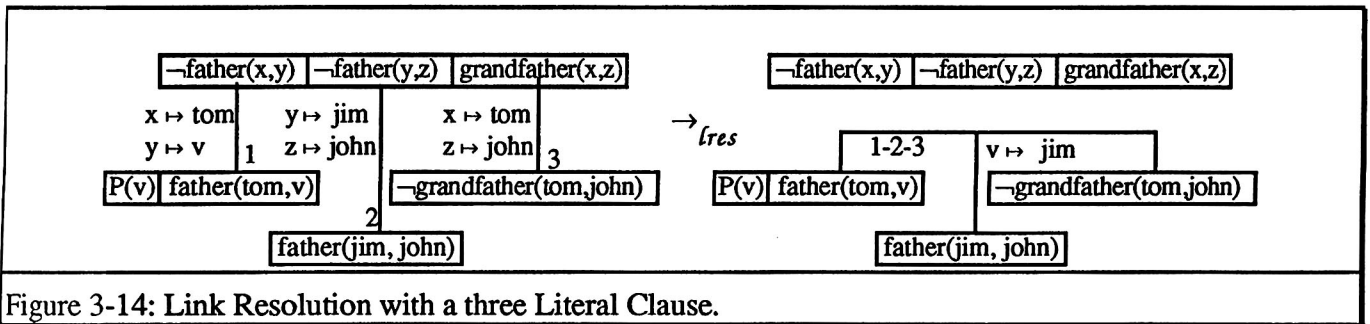 ¬father(x,y) ¬father(y,z) grandfather(x,z) ¬father(x,y) ¬father(y,z) grandfather(x,z)
x ↦ tom y ↦ jim x ↦ tom
y ↦ v z ↦ john z ↦ john →lres
1 3 1-2-3 v ↦ jim
P(v) father(tom,v) ¬grandfather(tom,john) P(v) father(tom,v) ¬grandfather(tom,john)
2
father(jim, john) father(jim, john)
Figure 3-14: Link Resolution with a three Literal Clause.